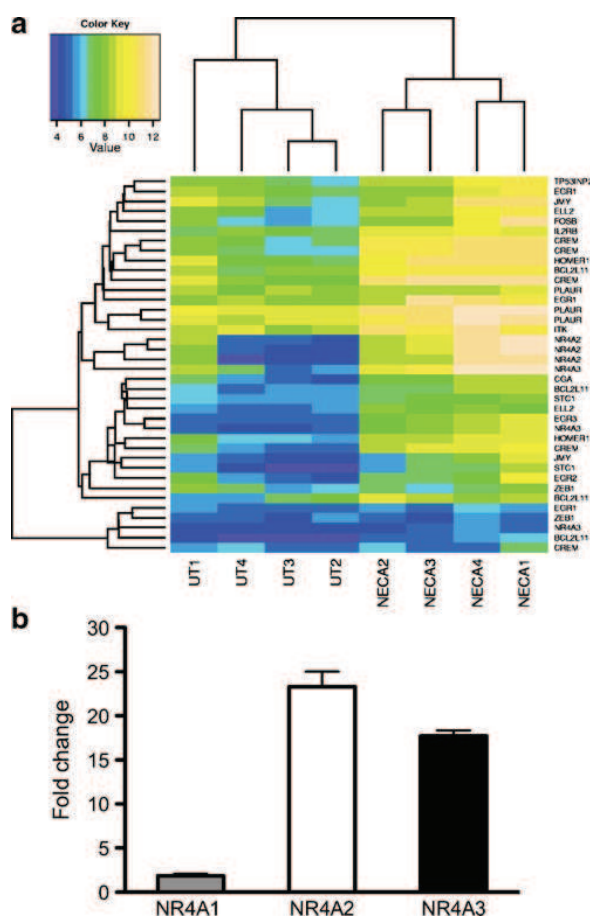 a
Color Key
4 6 8 10 12
Value
TP53INP2
EGR1
JMY
ELL2
FOSB
IL2RB
CREM
CREM
HOMER1
BCL2L11
CREM
PLAUR
EGR1
PLAUR
PLAUR
ITK
NR4A2
NR4A2
NR4A2
NR4A3
CGA
BCL2L11
STC1
ELL2
EGR3
NR4A3
HOMER1
CREM
JMY
STC1
EGR2
ZEB1
BCL2L11
EGR1
ZEB1
NR4A3
BCL2L11
CREM
UT1 UT4 UT3 UT2 NECA2 NECA3 NECA4 NECA1
b
Fold change
30
25
20
15
10
5
0
NR4A1 NR4A2 NR4A3